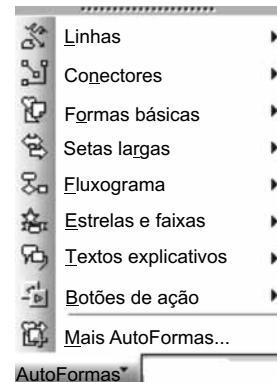 Linhas
Conectores
Formas básicas
Setas largas
Fluxograma
Estrelas e faixas
Textos explicativos
Botões de ação
Mais AutoFormas...
AutoFormas